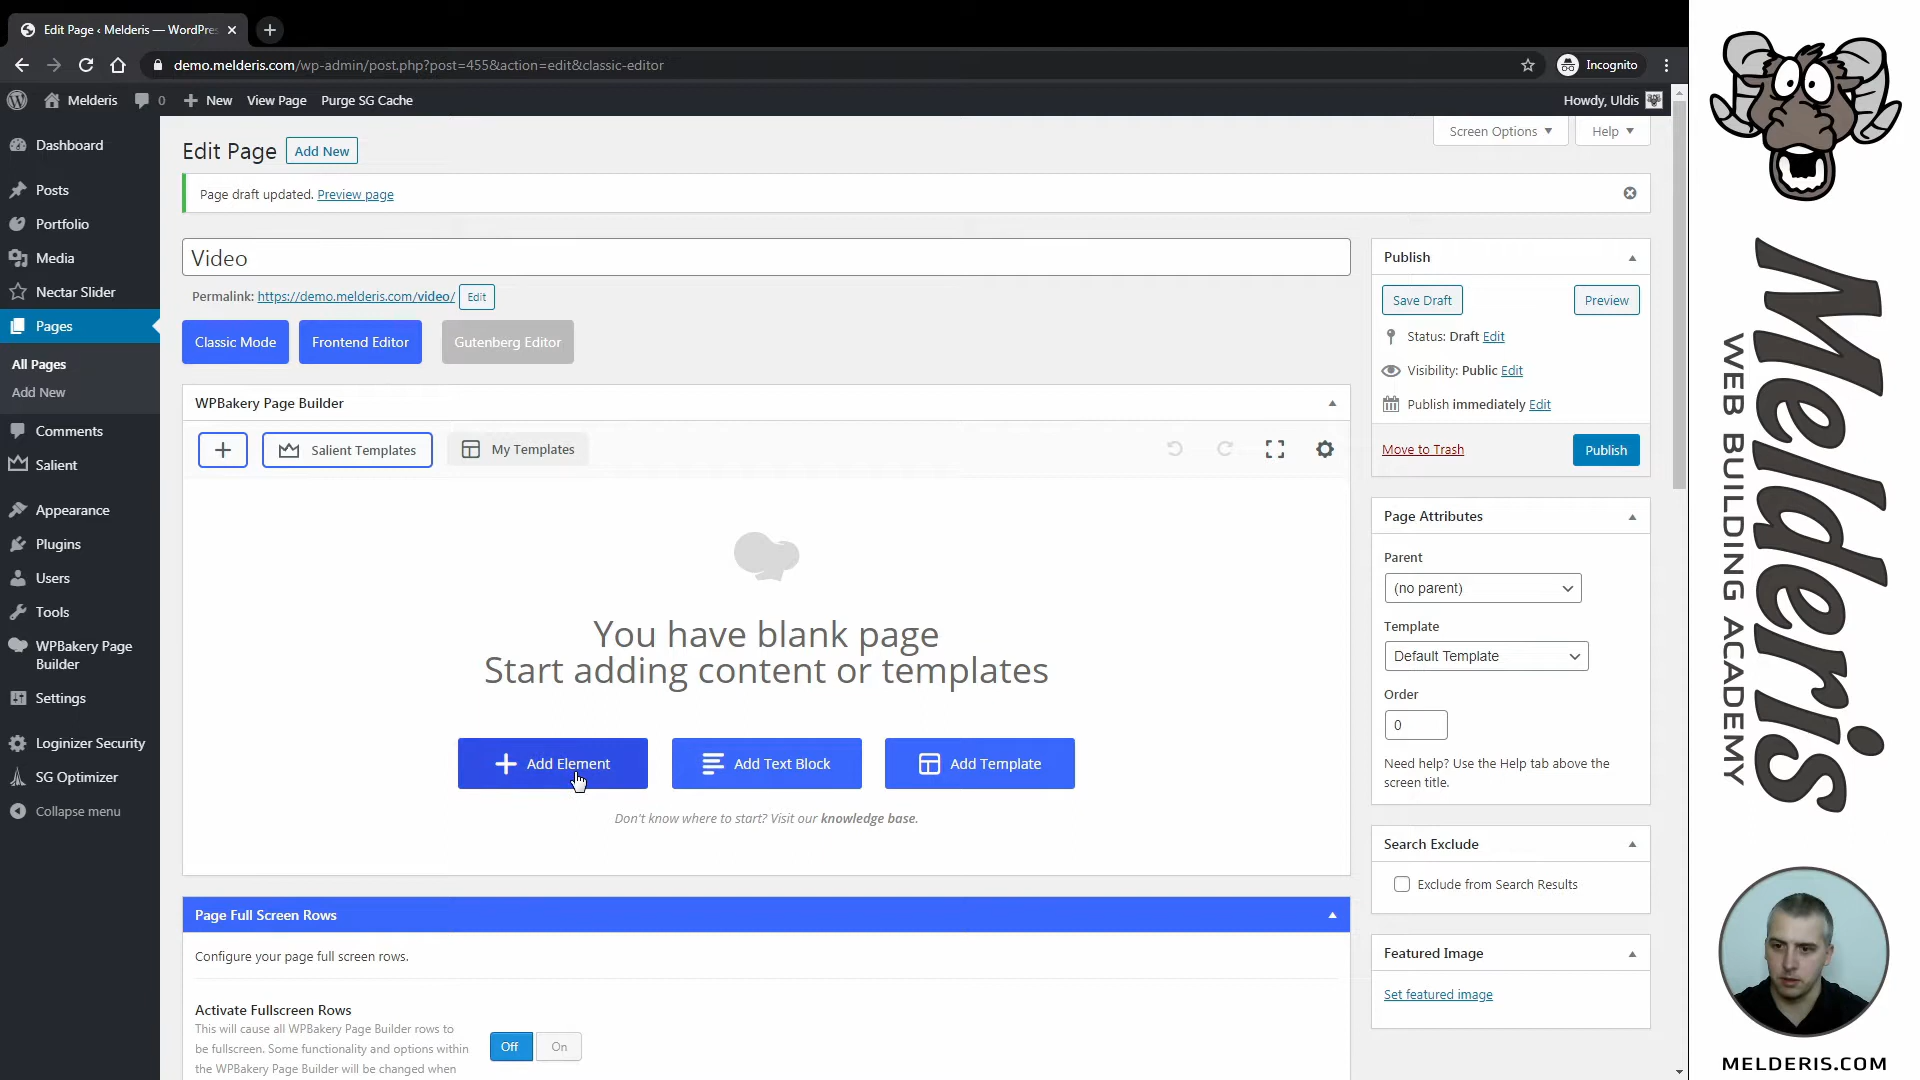 Edit Page ‹ Melderis — WordPre
demo.melderis.com/wp-admin/post.php?post=455&action=edit&classic-editor
Incognito
Melderis
0
New
View Page
Purge SG Cache
Howdy, Uldis
Dashboard
Posts
Portfolio
Media
Nectar Slider
Pages
All Pages
Add New
Comments
Salient
Appearance
Plugins
Users
Tools
WPBakery Page
Builder
Settings
Loginizer Security
SG Optimizer
Collapse menu
Screen Options
Help
Edit Page
Add New
Page draft updated. Preview page
Video
Permalink: https://demo.melderis.com/video/ Edit
Classic Mode
Frontend Editor
Gutenberg Editor
WPBakery Page Builder
Salient Templates
My Templates
You have blank page
Start adding content or templates
Add Element
Add Text Block
Add Template
Don't know where to start? Visit our knowledge base.
Page Full Screen Rows
Configure your page full screen rows.
Activate Fullscreen Rows
This will cause all WPBakery Page Builder rows to
be fullscreen. Some functionality and options within
the WPBakery Page Builder will be changed when
Off
On
Publish
Save Draft
Preview
Status: Draft Edit
Visibility: Public Edit
Publish immediately Edit
Move to Trash
Publish
Page Attributes
Parent
(no parent)
Template
Default Template
Order
0
Need help? Use the Help tab above the
screen title.
Search Exclude
Exclude from Search Results
Featured Image
Set featured image
Melderis
WEB BUILDING ACADEMY
MELDERIS.COM